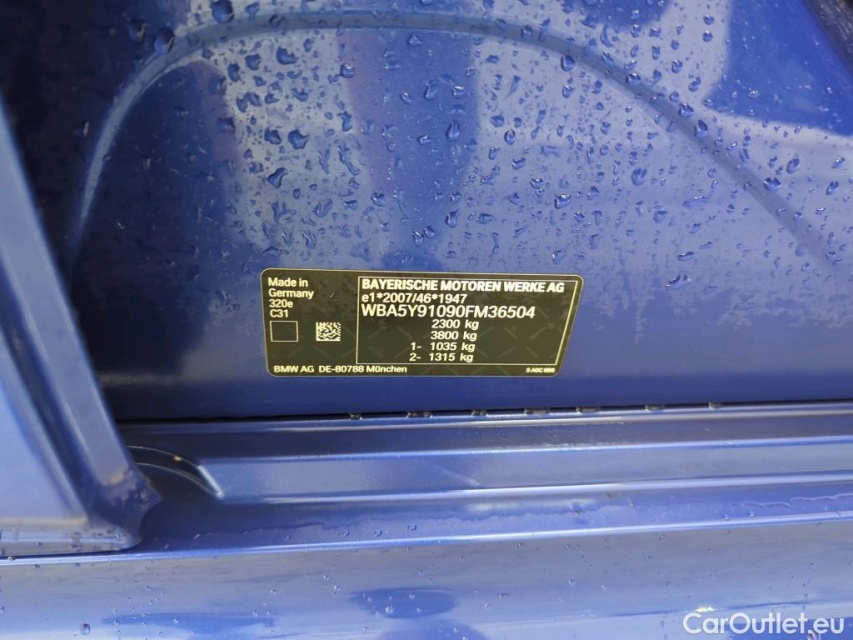 Made in
Germany
320e
C31
BAYERISCHE MOTOREN WERKE AG
e1*2007/46*1947
WBA5Y91090FM36504
2300 kg
3800 kg
1- 1035 kg
2- 1315 kg
BMW AG DE-80788 München
CarOutlet.eu